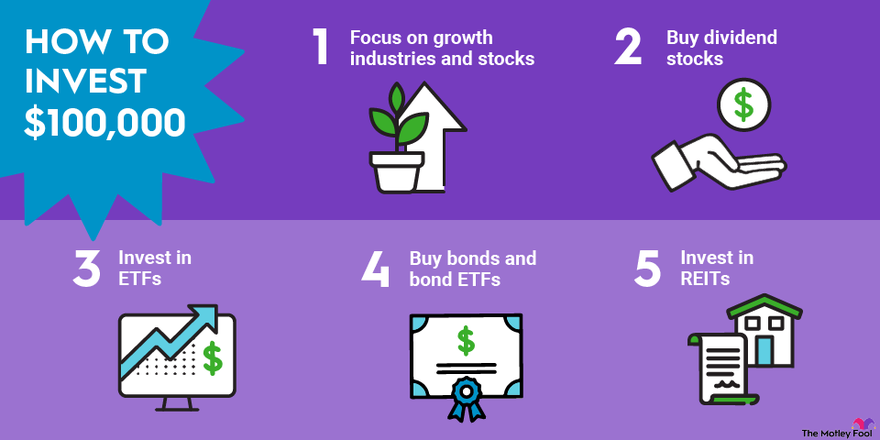 HOW TO
INVEST
$100,000
1
Focus on growth
industries and stocks
2
Buy dividend
stocks
$
3
Invest in
ETFs
$
4
Buy bonds and
bond ETFs
$
5
Invest in
REITs
The Motley Fool